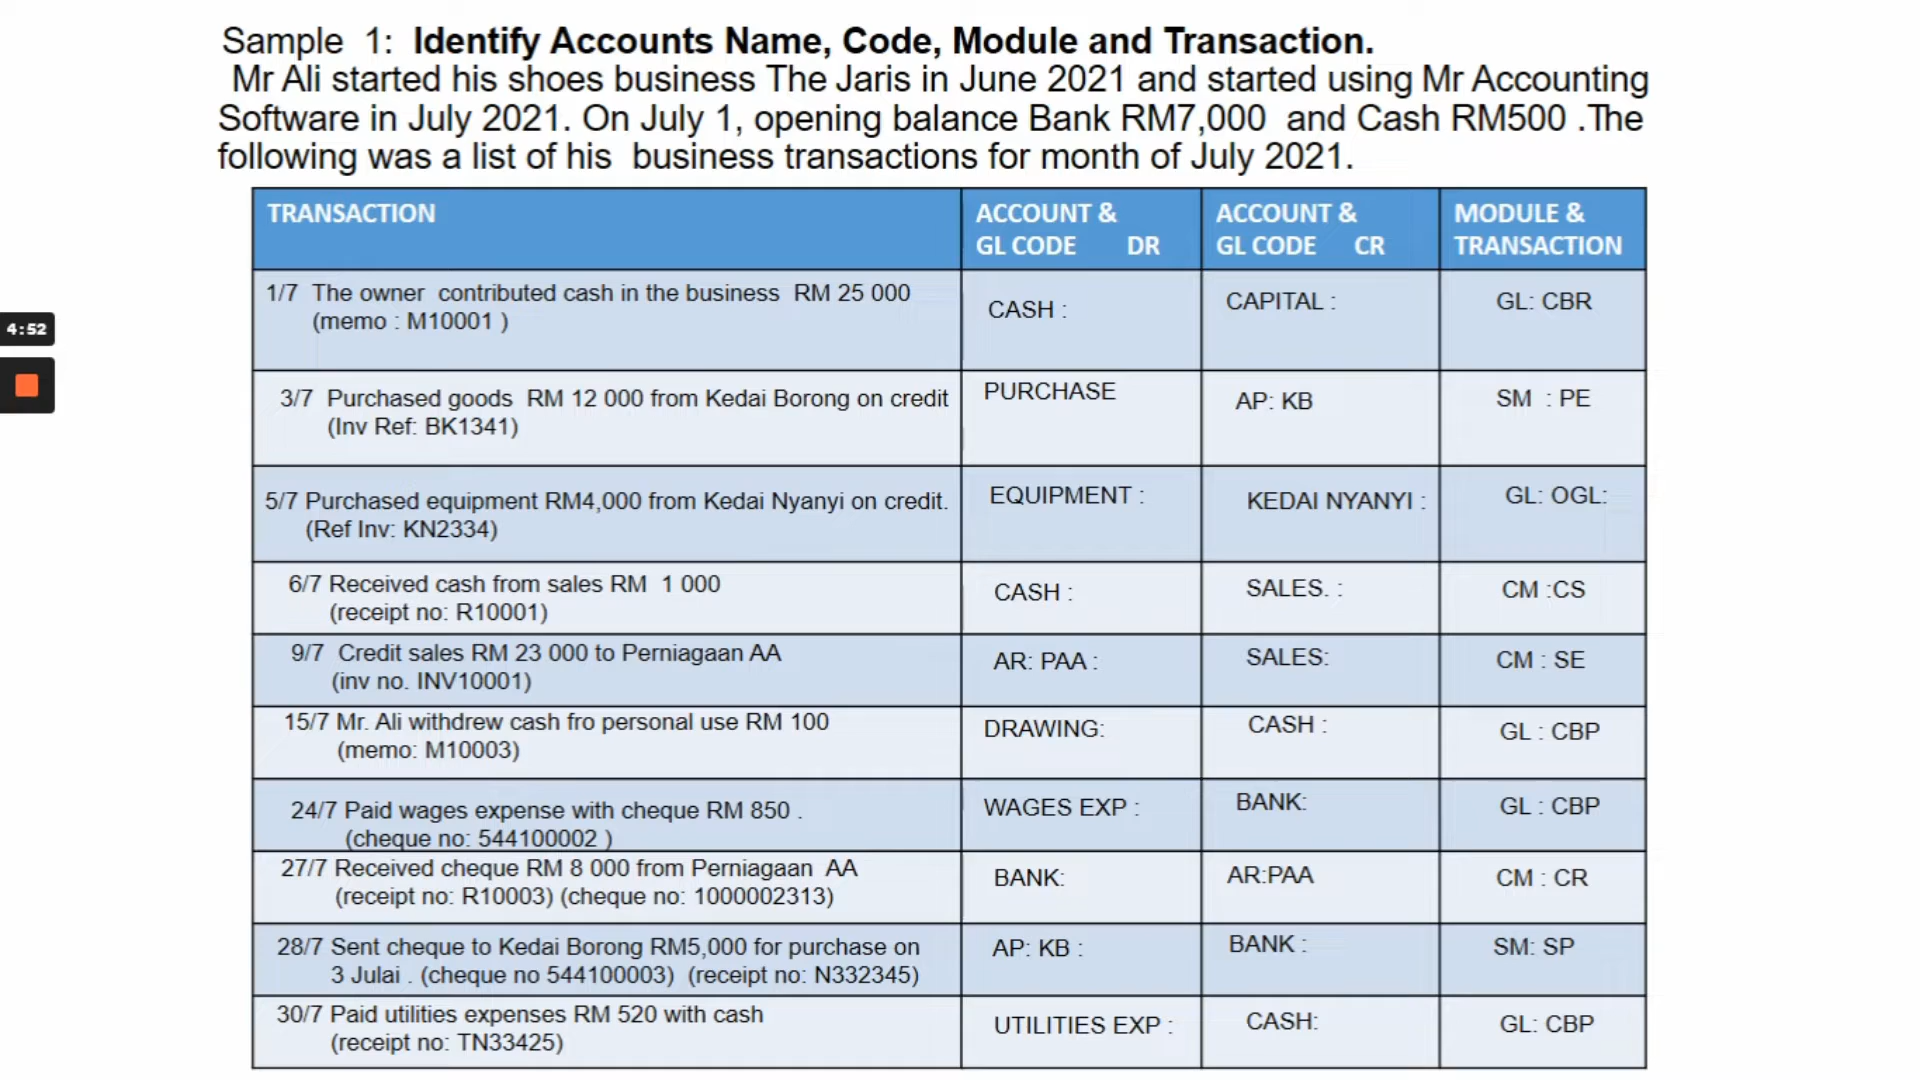 Sample 1: Identify Accounts Name, Code, Module and Transaction.
Mr Ali started his shoes business The Jaris in June 2021 and started using Mr Accounting
Software in July 2021. On July 1, opening balance Bank RM7,000 and Cash RM500 .The
following was a list of his business transactions for month of July 2021.
TRANSACTION
ACCOUNT &
GL CODE DR
ACCOUNT &
GL CODE CR
MODULE &
TRANSACTION
1/7 The owner contributed cash in the business RM 25 000
(memo : M10001 )
CASH :
CAPITAL :
GL: CBR
4:52
3/7 Purchased goods RM 12 000 from Kedai Borong on credit
(Inv Ref: BK1341)
PURCHASE
AP: KB
SM : PE
5/7 Purchased equipment RM4,000 from Kedai Nyanyi on credit.
(Ref Inv: KN2334)
EQUIPMENT :
KEDAI NYANYI :
GL: OGL:
6/7 Received cash from sales RM 1 000
(receipt no: R10001)
CASH :
SALES. :
CM :CS
9/7 Credit sales RM 23 000 to Perniagaan AA
(inv no. INV10001)
AR: PAA :
SALES:
CM : SE
15/7 Mr. Ali withdrew cash fro personal use RM 100
(memo: M10003)
DRAWING:
CASH :
GL : CBP
24/7 Paid wages expense with cheque RM 850 .
(cheque no: 544100002 )
WAGES EXP :
BANK:
GL : CBP
27/7 Received cheque RM 8 000 from Perniagaan AA
(receipt no: R10003) (cheque no: 1000002313)
BANK:
AR:PAA
CM : CR
28/7 Sent cheque to Kedai Borong RM5,000 for purchase on
3 Julai . (cheque no 544100003) (receipt no: N332345)
AP: KB :
BANK :
SM: SP
30/7 Paid utilities expenses RM 520 with cash
(receipt no: TN33425)
UTILITIES EXP :
CASH:
GL: CBP